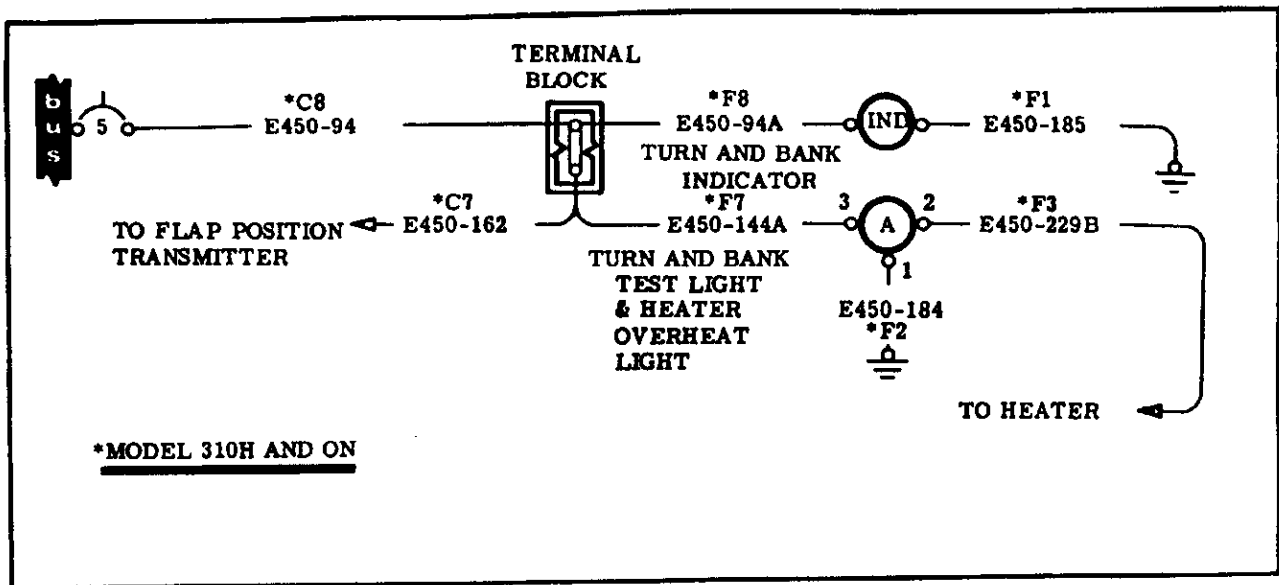 TERMINAL
BLOCK
bus
5
*C8
E450-94
*F8
E450-94A
IND
*F1
E450-185
TURN AND BANK
INDICATOR
*C7
E450-162
TO FLAP POSITION
TRANSMITTER
*F7
E450-144A
3
A
2
1
*F3
E450-229B
TURN AND BANK
TEST LIGHT
& HEATER
OVERHEAT
LIGHT
E450-184
*F2
TO HEATER
*MODEL 310H AND ON